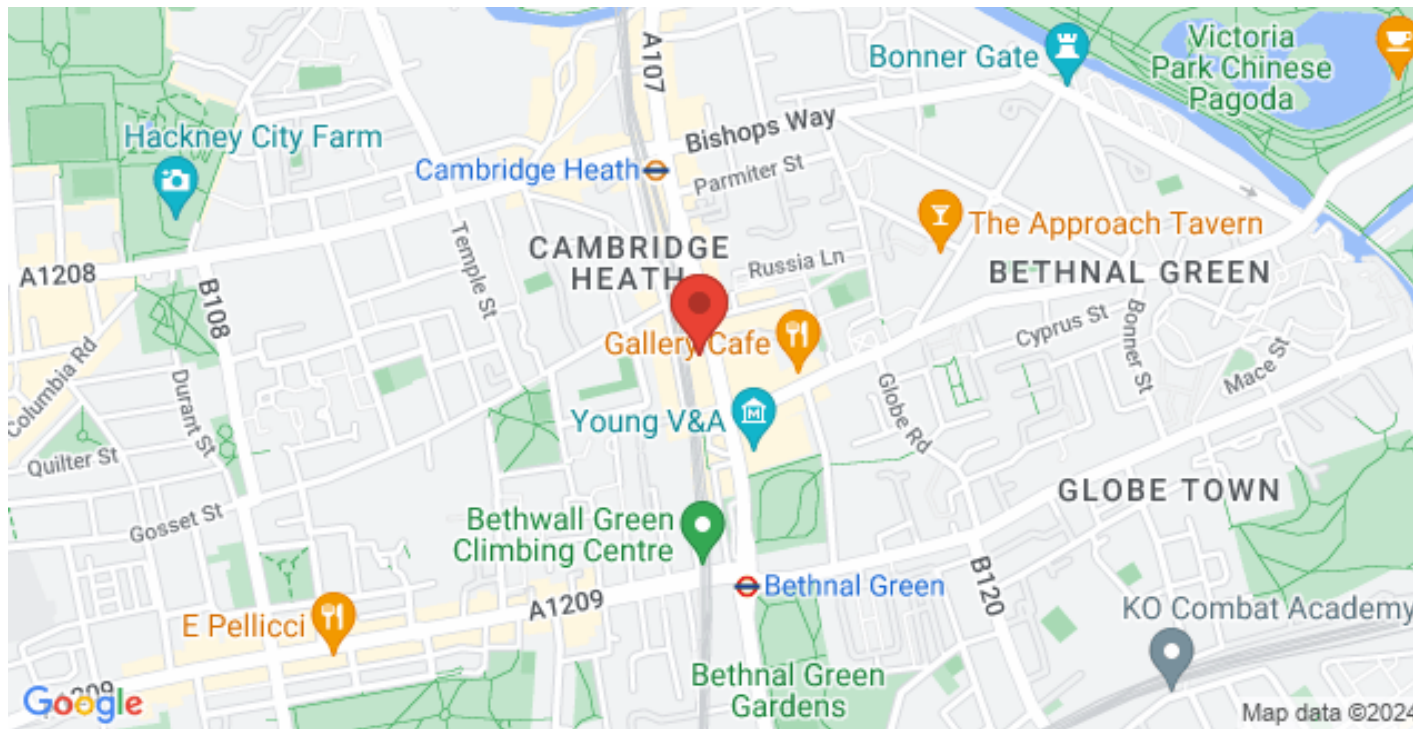 A107
Bonner Gate
Victoria
Park Chinese
Pagoda
Hackney City Farm
Bishops Way
Cambridge Heath
Parmiter St
The Approach Tavern
CAMBRIDGE
HEATH
Temple St
Russia Ln
BETHNAL GREEN
A1208
B108
Gallery Cafe
Cyprus St
Bonner St
Mace St
Columbia Rd
Durant St
Young V&A
Globe Rd
Quilter St
GLOBE TOWN
Gosset St
Bethwall Green
Climbing Centre
A1209
Bethnal Green
B120
E Pellicci
KO Combat Academy
Bethnal Green
Gardens
A1209
Google
Map data ©2024